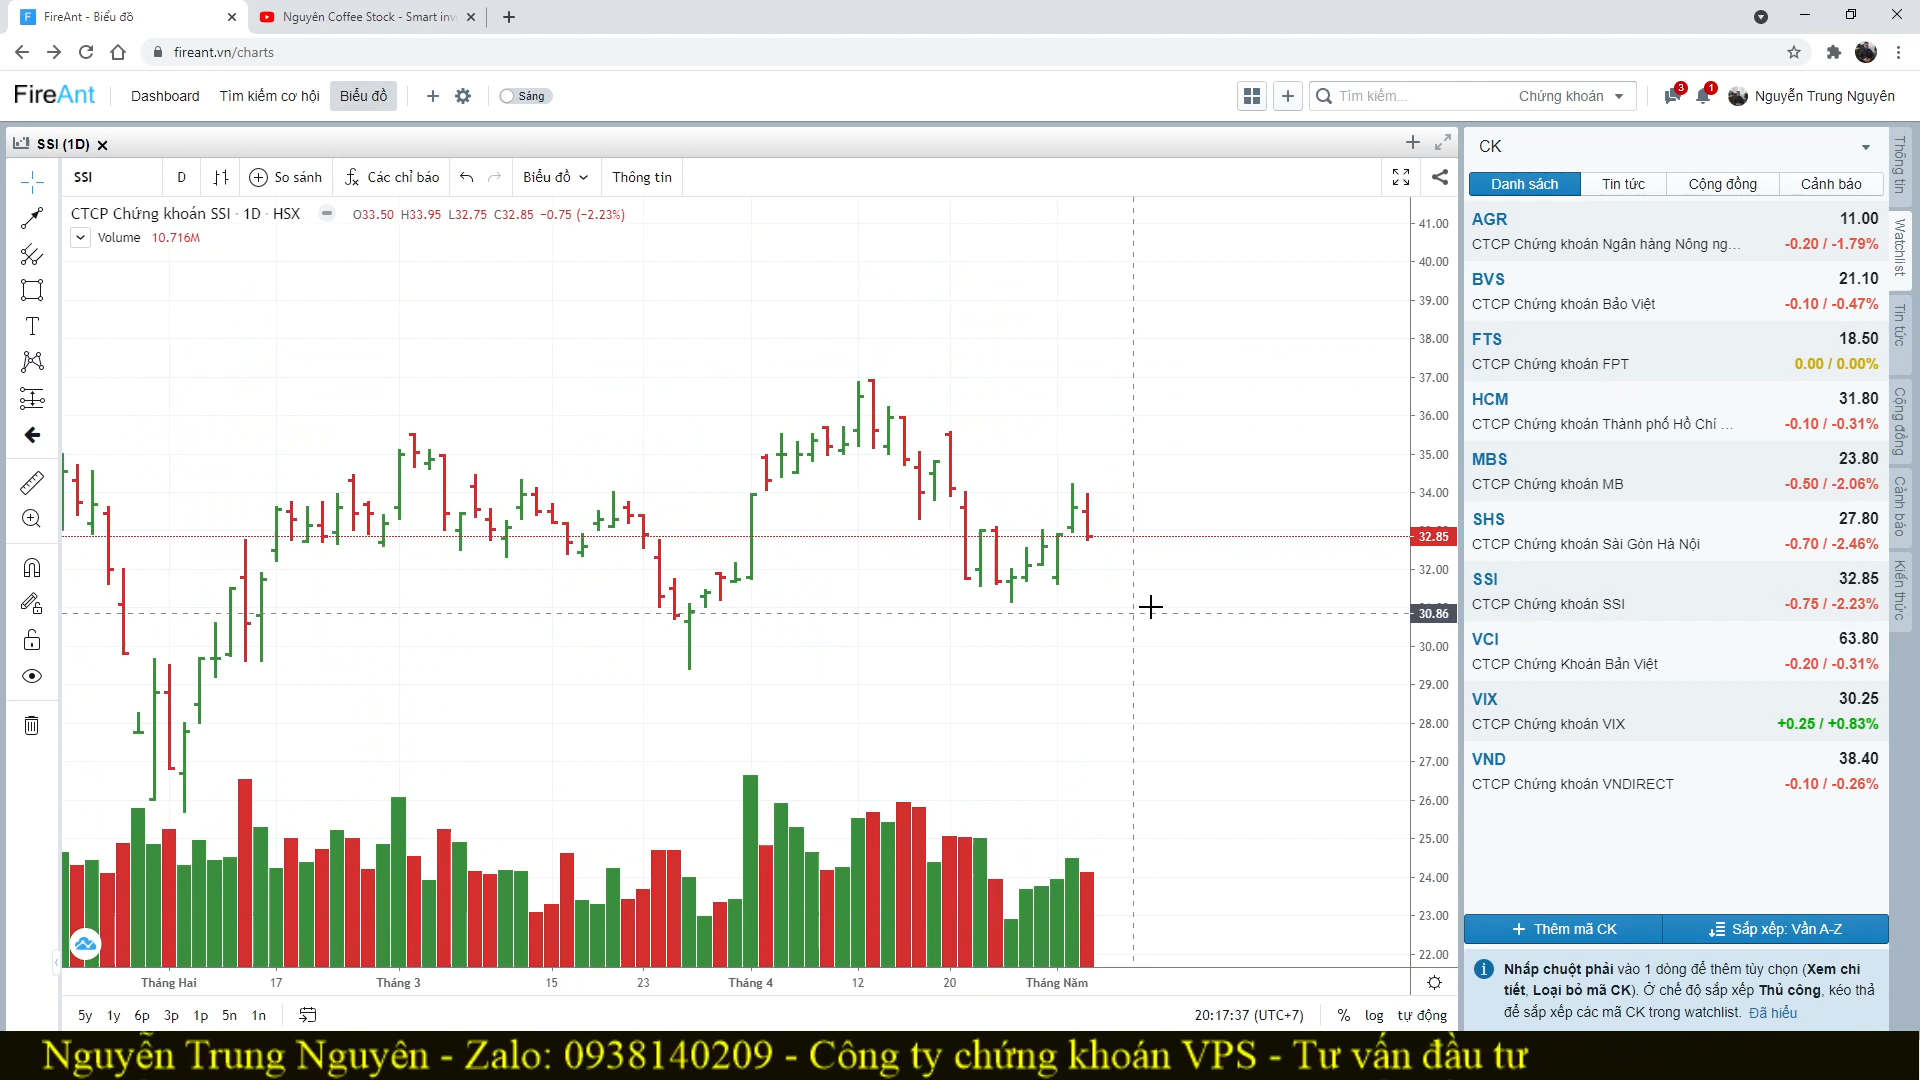 FireAnt - Biểu đồ
Nguyên Coffee Stock - Smart inv
fireant.vn/charts
FireAnt Dashboard Tìm kiếm cơ hội Biểu đồ Sáng Tìm kiếm... Chứng khoán 3 1 Nguyễn Trung Nguyên
SSI (1D)
SSI D So sánh Các chỉ báo Biểu đồ Thông tin
CTCP Chứng khoán SSI · 1D · HSX O33.50 H33.95 L32.75 C32.85 -0.75 (-2.23%)
Volume 10.716M
41.00
40.00
39.00
38.00
37.00
36.00
35.00
34.00
32.85
32.00
30.86
30.00
29.00
28.00
27.00
26.00
25.00
24.00
23.00
22.00
Tháng Hai 17 Tháng 3 15 23 Tháng 4 12 20 Tháng Năm
5y 1y 6p 3p 1p 5n 1n 20:17:37 (UTC+7) % log tự động
CK
Danh sách Tin tức Cộng đồng Cảnh báo
AGR 11.00
CTCP Chứng khoán Ngân hàng Nông ng... -0.20 / -1.79%
BVS 21.10
CTCP Chứng khoán Bảo Việt -0.10 / -0.47%
FTS 18.50
CTCP Chứng khoán FPT 0.00 / 0.00%
HCM 31.80
CTCP Chứng khoán Thành phố Hồ Chí ... -0.10 / -0.31%
MBS 23.80
CTCP Chứng khoán MB -0.50 / -2.06%
SHS 27.80
CTCP Chứng khoán Sài Gòn Hà Nội -0.70 / -2.46%
SSI 32.85
CTCP Chứng khoán SSI -0.75 / -2.23%
VCI 63.80
CTCP Chứng Khoán Bản Việt -0.20 / -0.31%
VIX 30.25
CTCP Chứng khoán VIX +0.25 / +0.83%
VND 38.40
CTCP Chứng khoán VNDIRECT -0.10 / -0.26%
Thêm mã CK Sắp xếp: Vần A-Z
Nhấp chuột phải vào 1 dòng để thêm tùy chọn (Xem chi
tiết, Loại bỏ mã CK). Ở chế độ sắp xếp Thủ công, kéo thả
để sắp xếp các mã CK trong watchlist. Đã hiểu
Thông tin
Watchlist
Tin tức
Cộng đồng
Cảnh báo
Kiến thức
Nguyễn Trung Nguyên - Zalo: 0938140209 - Công ty chứng khoán VPS - Tư vấn đầu tư